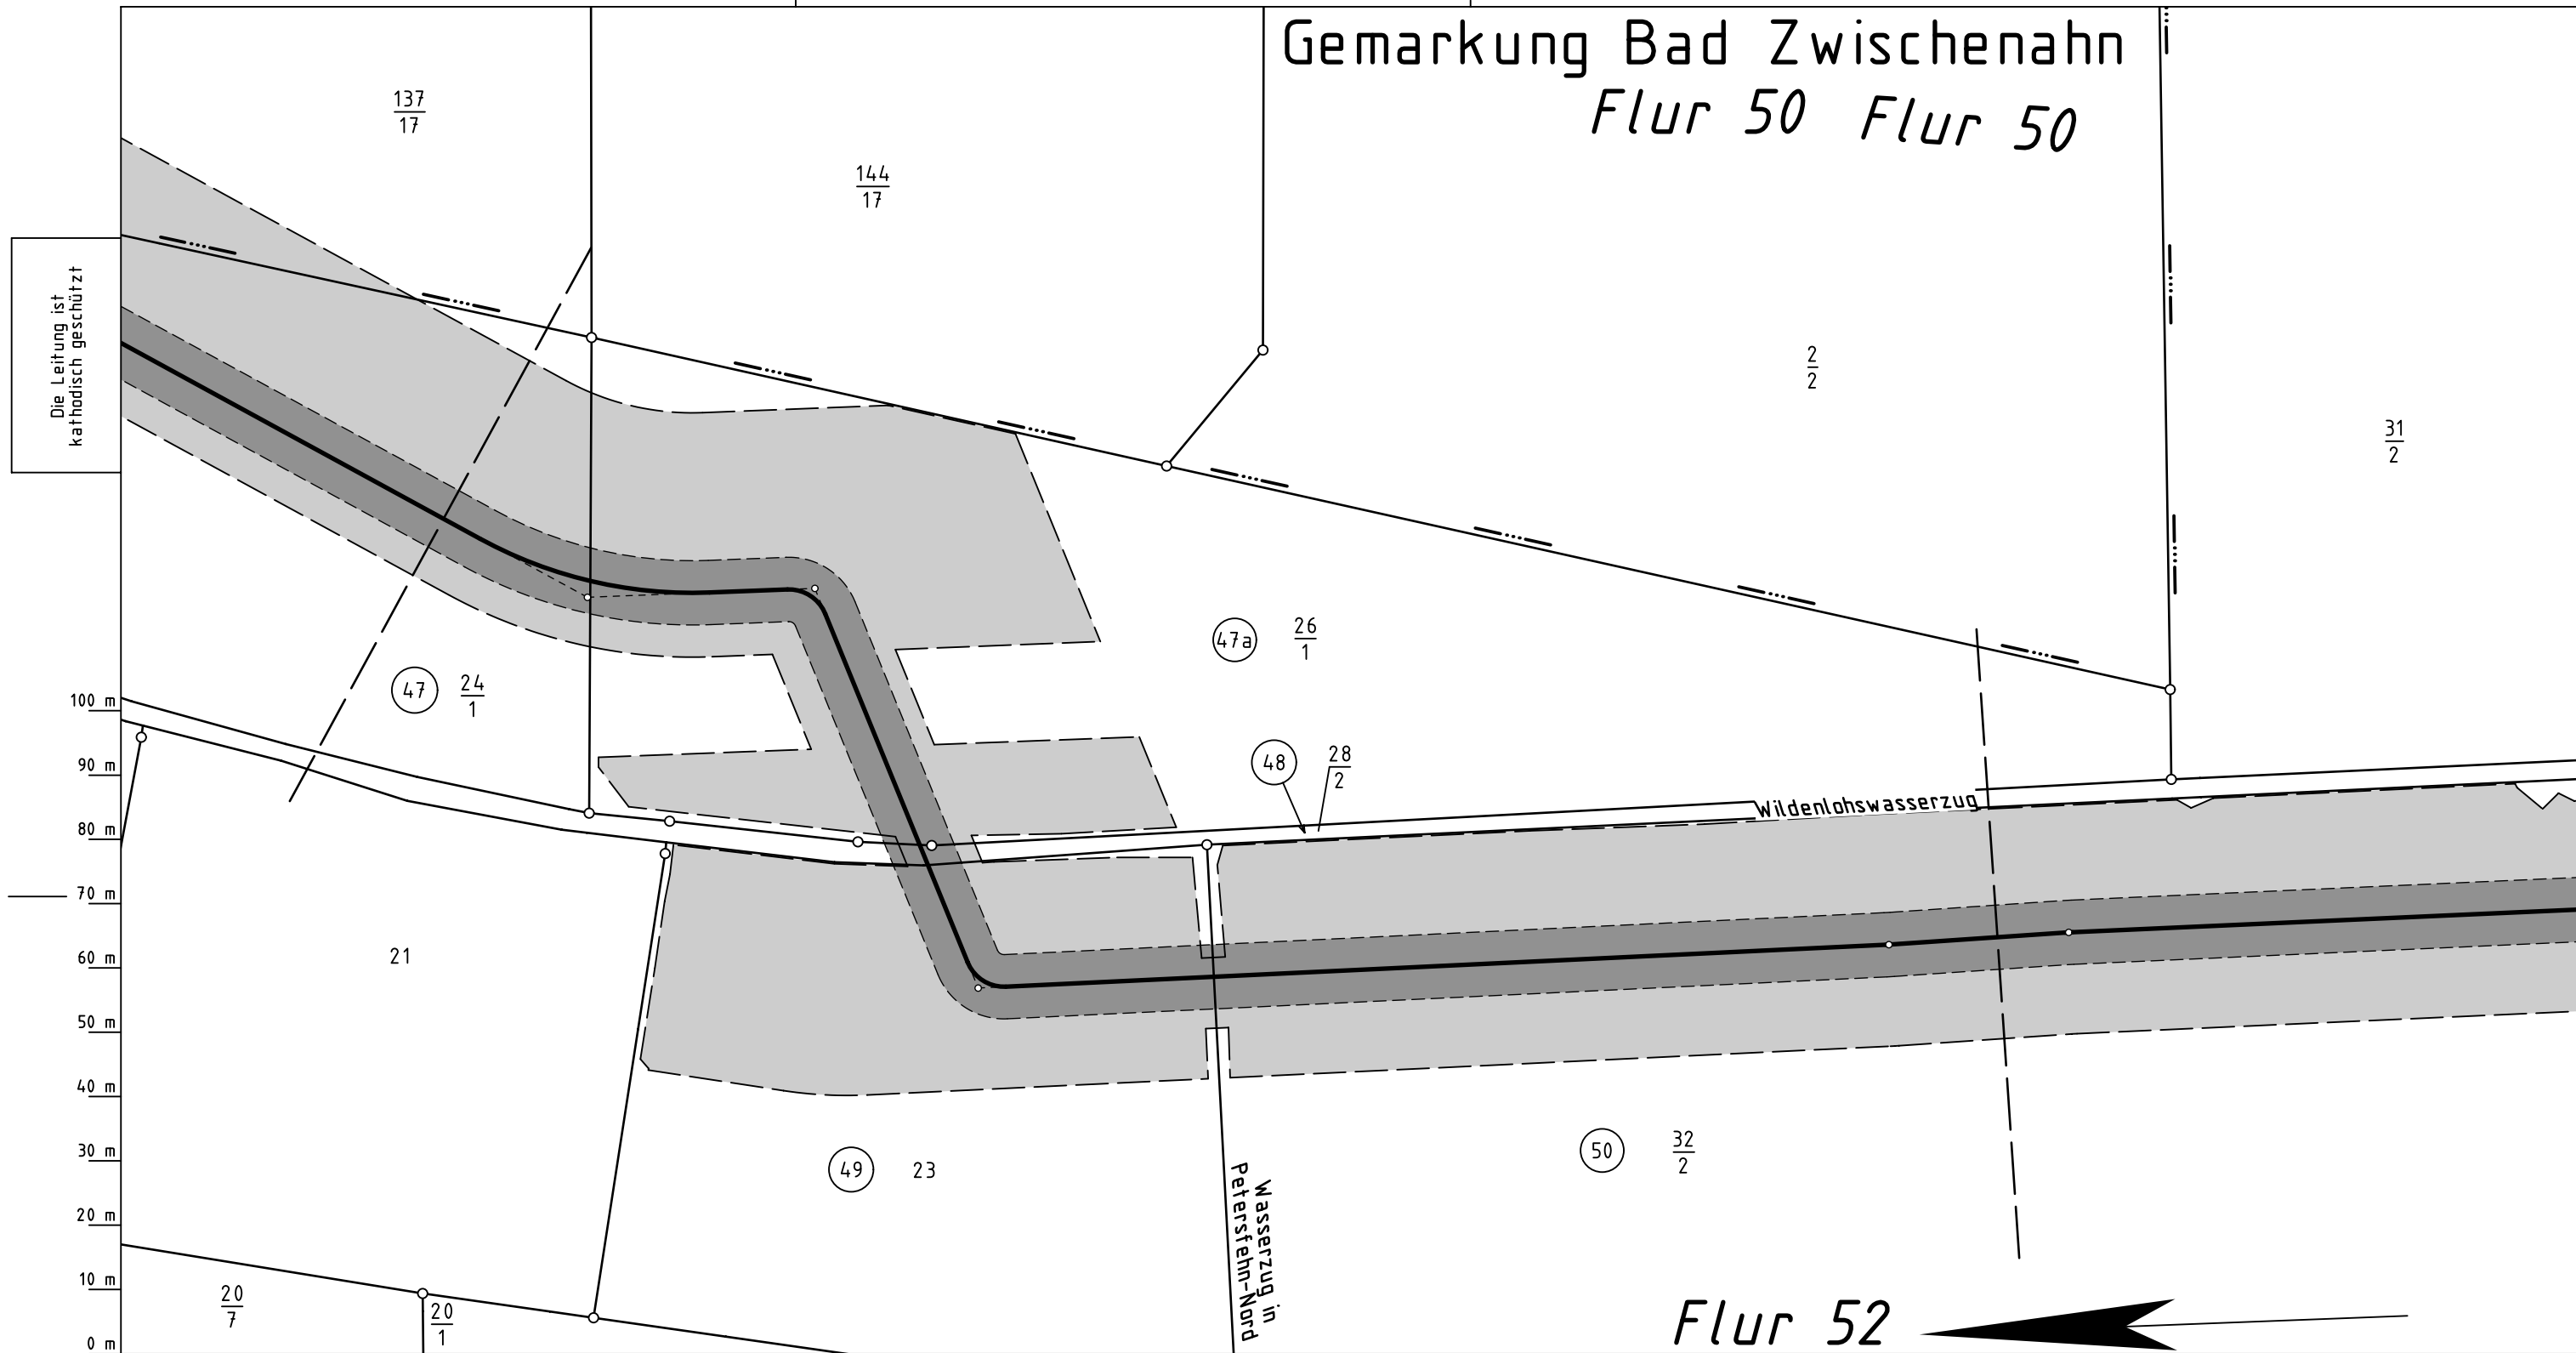 Gemarkung Bad Zwischenahn
Flur 50 Flur 50
137
17
144
17
2
2
31
2
Die Leitung ist
kathodisch geschützt
47a
26
1
47
24
1
48
28
2
Wildenlohswasserzug
100 m
90 m
80 m
70 m
60 m
50 m
40 m
30 m
20 m
10 m
0 m
21
49
23
50
32
2
Wasserzug in
Petersfehn-Nord
20
7
20
1
Flur 52